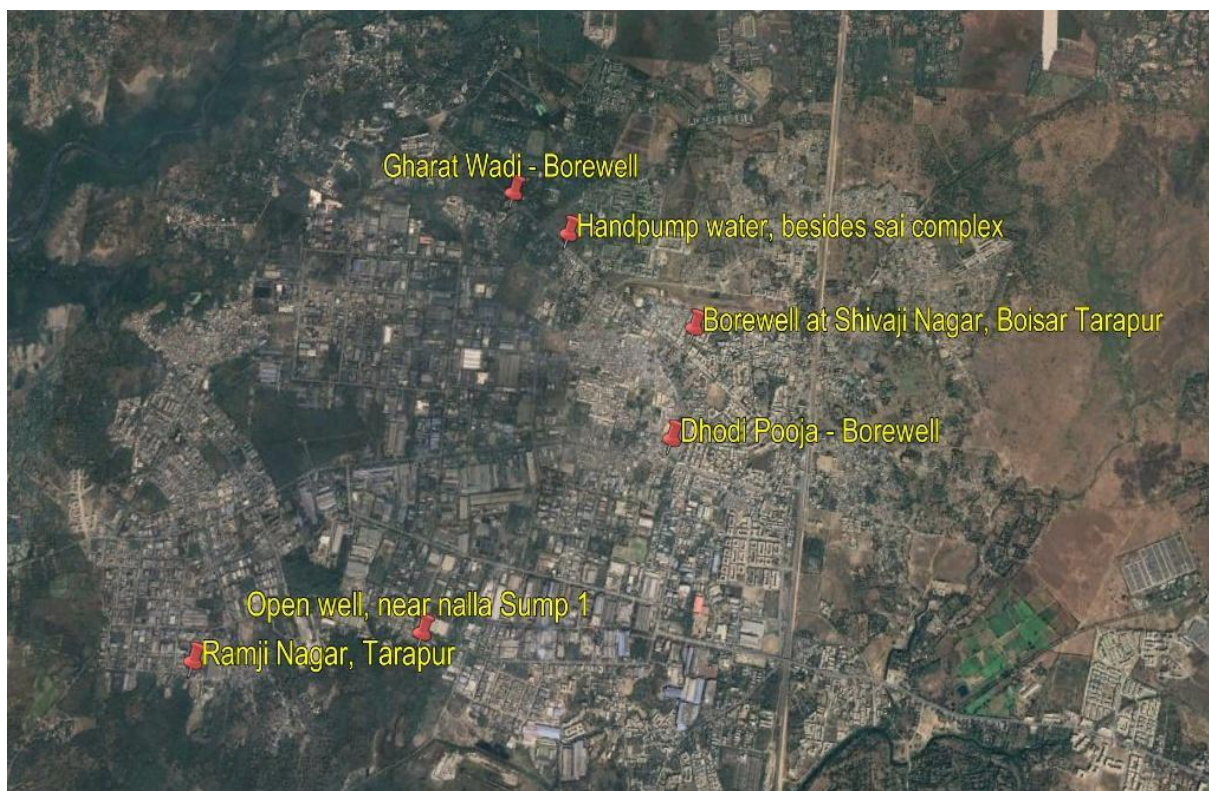 Gharat Wadi - Borewell
Handpump water, besides sai complex
Borewell at Shivaji Nagar, Boisar Tarapur
Dhodi Pooja - Borewell
Open well, near nalla Sump 1
Ramji Nagar, Tarapur